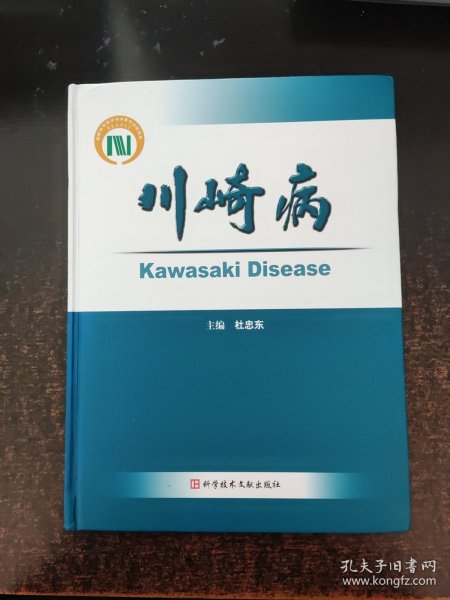 川崎病
Kawasaki Disease
主编 杜忠东
科学技术文献出版社
孔夫子旧书网
www.kongfz.com